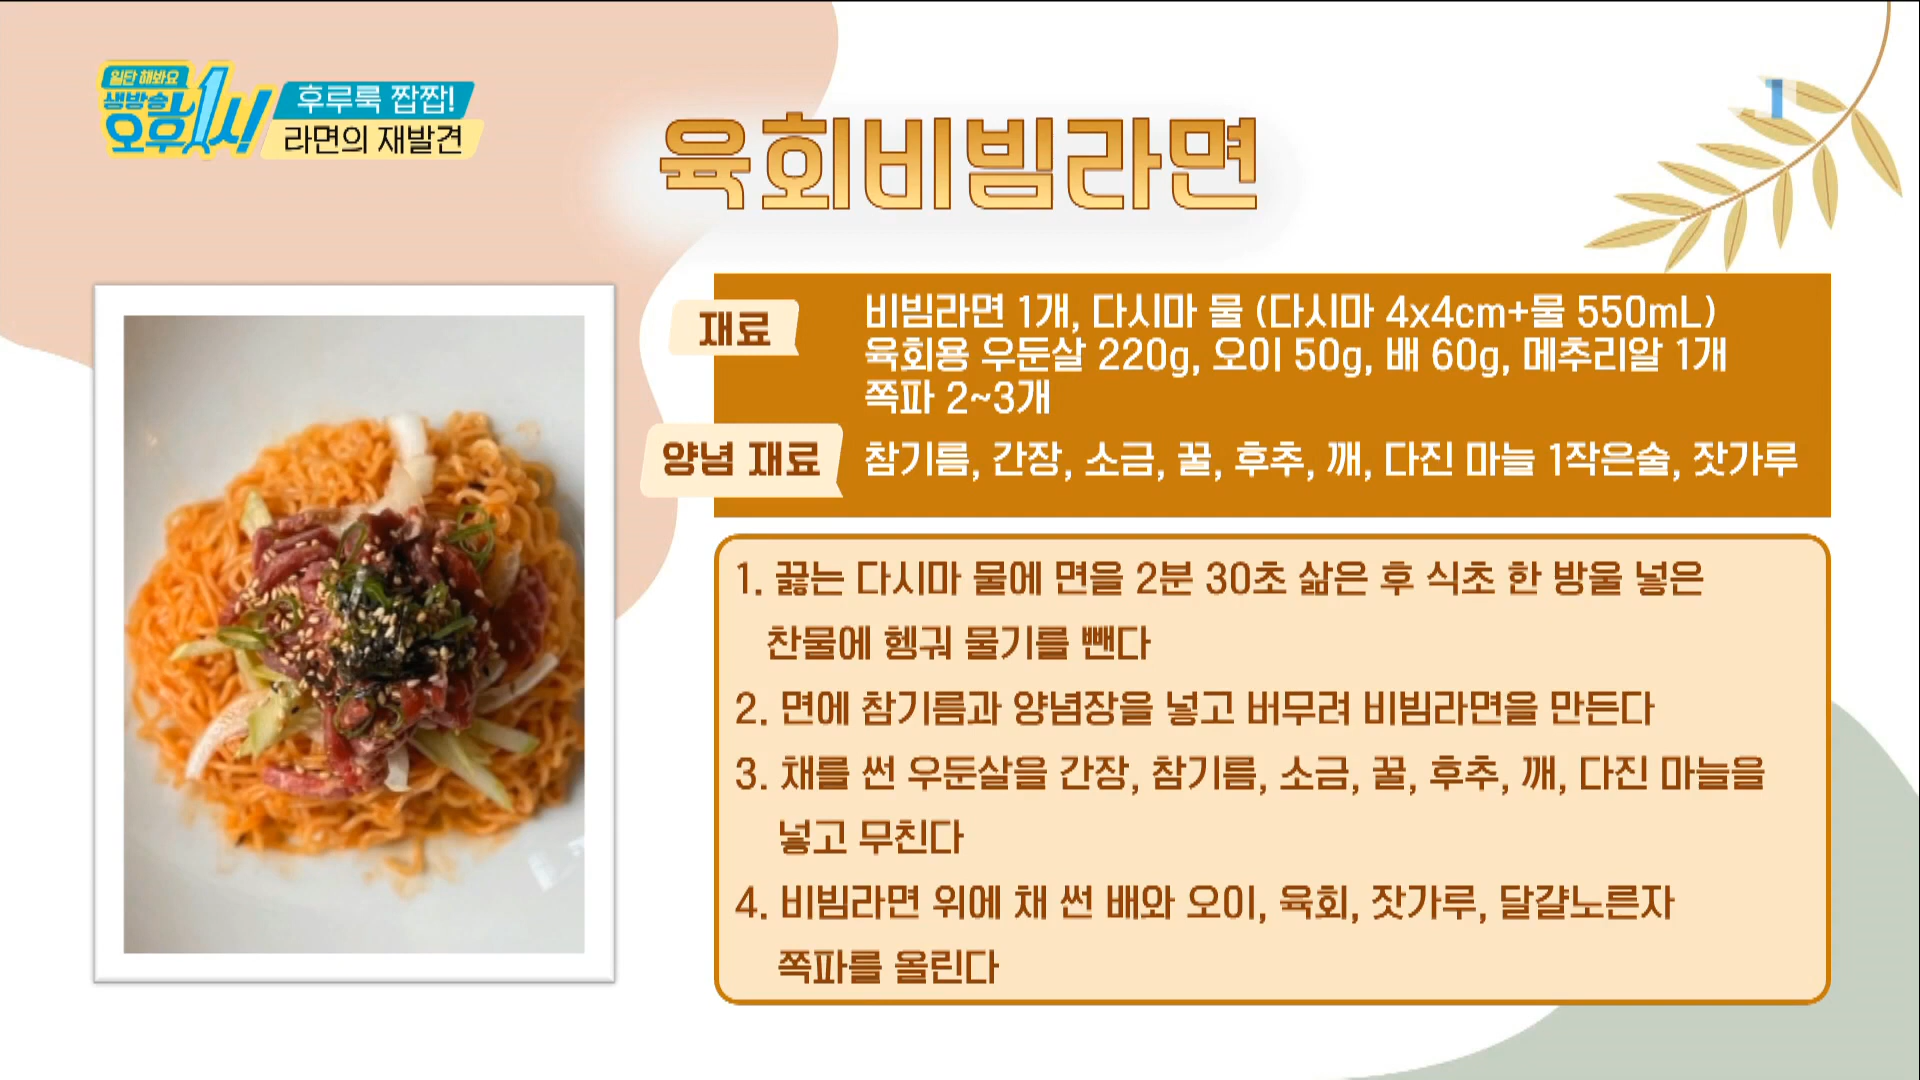 일단 해봐요
생방송
오후1시
후루룩 짭짭!
라면의 재발견
1
육회비빔라면
재료
비빔라면 1개, 다시마 물 (다시마 4x4cm+물 550mL)
육회용 우둔살 220g, 오이 50g, 배 60g, 메추리알 1개
쪽파 2~3개
양념 재료
참기름, 간장, 소금, 꿀, 후추, 깨, 다진 마늘 1작은술, 잣가루
1. 끓는 다시마 물에 면을 2분 30초 삶은 후 식초 한 방울 넣은
찬물에 헹궈 물기를 뺀다
2. 면에 참기름과 양념장을 넣고 버무려 비빔라면을 만든다
3. 채를 썬 우둔살을 간장, 참기름, 소금, 꿀, 후추, 깨, 다진 마늘을
넣고 무친다
4. 비빔라면 위에 채 썬 배와 오이, 육회, 잣가루, 달걀노른자
쪽파를 올린다